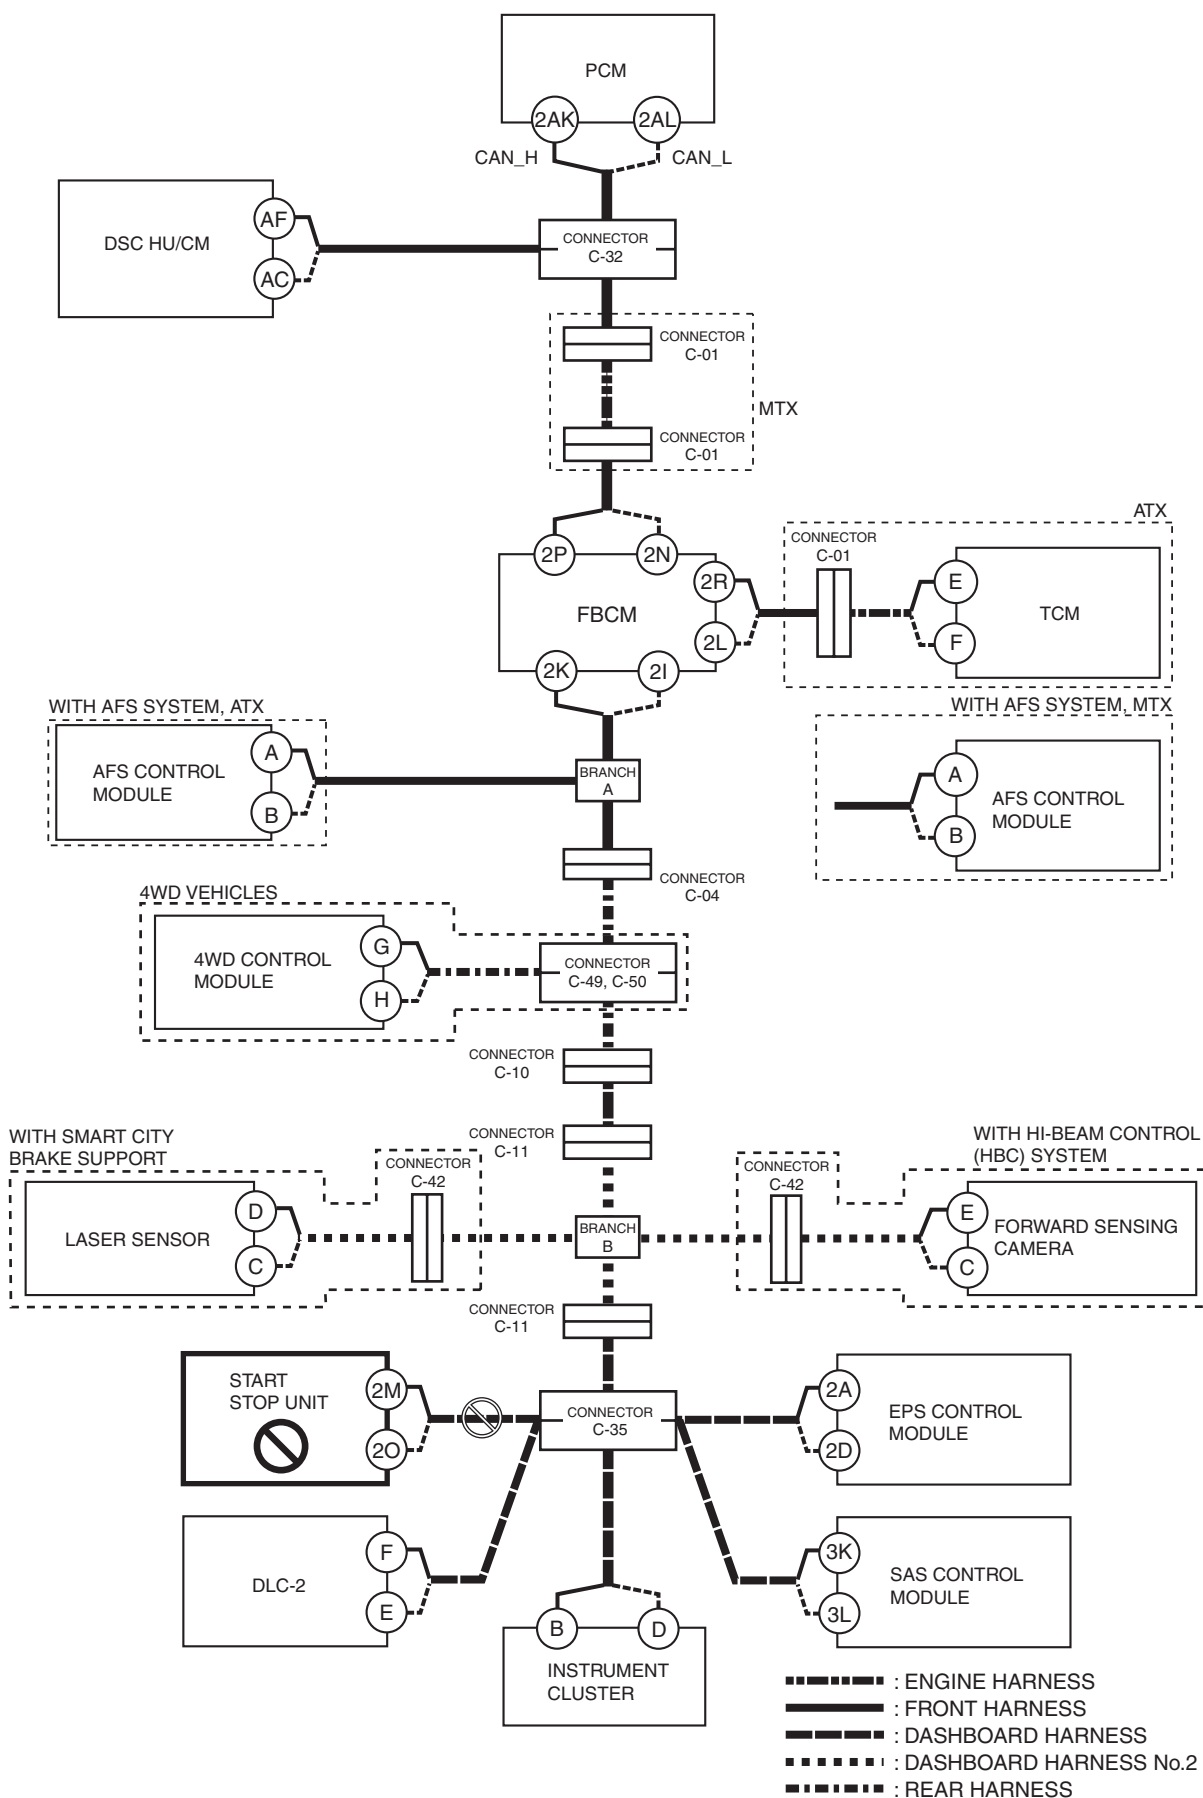 PCM
2AK
2AL
CAN_H
CAN_L
DSC HU/CM
AF
AC
CONNECTOR
C-32
CONNECTOR
C-01
MTX
CONNECTOR
C-01
2P
2N
FBCM
2R
2L
2K
2I
ATX
CONNECTOR
C-01
E
F
TCM
WITH AFS SYSTEM, ATX
AFS CONTROL
MODULE
A
B
BRANCH
A
WITH AFS SYSTEM, MTX
A
B
AFS CONTROL
MODULE
CONNECTOR
C-04
4WD VEHICLES
4WD CONTROL
MODULE
G
H
CONNECTOR
C-49, C-50
CONNECTOR
C-10
CONNECTOR
C-11
WITH SMART CITY
BRAKE SUPPORT
CONNECTOR
C-42
LASER SENSOR
D
C
BRANCH
B
WITH HI-BEAM CONTROL
(HBC) SYSTEM
CONNECTOR
C-42
E
C
FORWARD SENSING
CAMERA
CONNECTOR
C-11
START
STOP UNIT
2M
2O
CONNECTOR
C-35
2A
2D
EPS CONTROL
MODULE
DLC-2
F
E
3K
3L
SAS CONTROL
MODULE
B
D
INSTRUMENT
CLUSTER
: ENGINE HARNESS
: FRONT HARNESS
: DASHBOARD HARNESS
: DASHBOARD HARNESS No.2
: REAR HARNESS